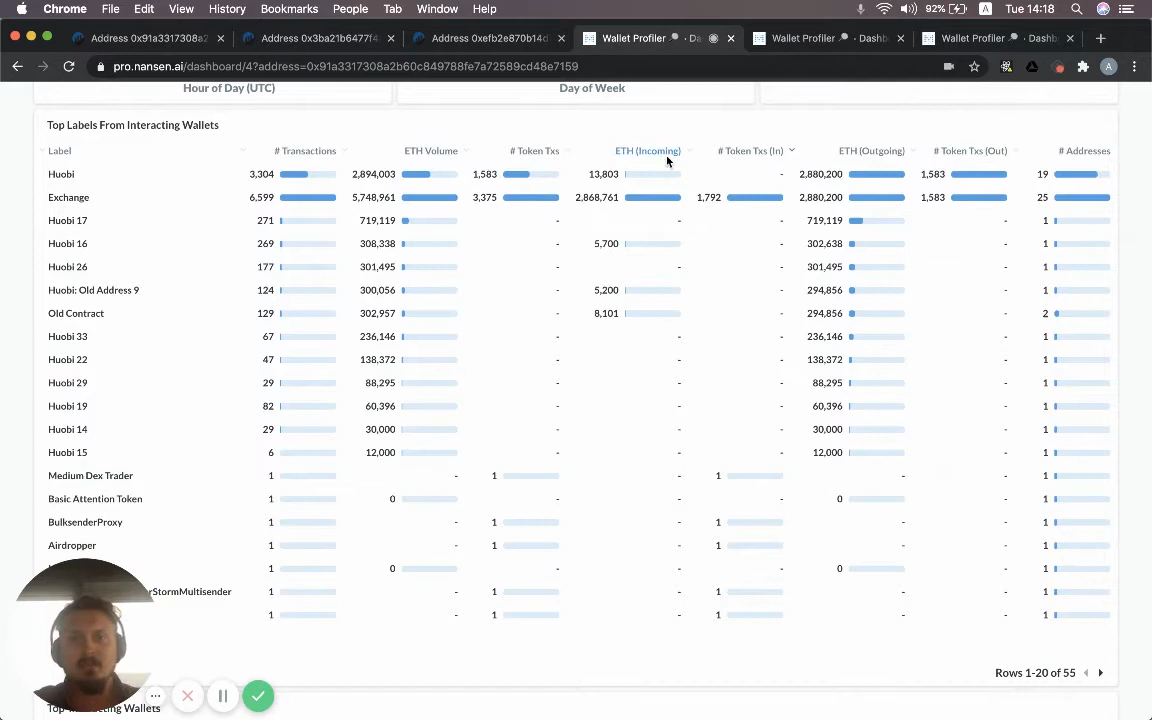 Chrome File Edit View History Bookmarks People Tab Window Help 92% A Tue 14:18
Address 0x91a3317308a2 × Address 0x3ba21b6477f4 × Address 0xefb2e870b14d × Wallet Profiler Da × Wallet Profiler Dashb × Wallet Profiler Dashb × +
pro.nansen.ai/dashboard/4?address=0x91a3317308a2b60c849788fe7a72589cd48e7159 A
Hour of Day (UTC) Day of Week
Top Labels From Interacting Wallets
Label # Transactions ETH Volume # Token Txs ETH (Incoming) # Token Txs (In) ETH (Outgoing) # Token Txs (Out) # Addresses
Huobi 3,304 2,894,003 1,583 13,803 - 2,880,200 1,583 19
Exchange 6,599 5,748,961 3,375 2,868,761 1,792 2,880,200 1,583 25
Huobi 17 271 719,119 - - - 719,119 - 1
Huobi 16 269 308,338 - 5,700 - 302,638 - 1
Huobi 26 177 301,495 - - - 301,495 - 1
Huobi: Old Address 9 124 300,056 - 5,200 - 294,856 - 1
Old Contract 129 302,957 - 8,101 - 294,856 - 2
Huobi 33 67 236,146 - - - 236,146 - 1
Huobi 22 47 138,372 - - - 138,372 - 1
Huobi 29 29 88,295 - - - 88,295 - 1
Huobi 19 82 60,396 - - - 60,396 - 1
Huobi 14 29 30,000 - - - 30,000 - 1
Huobi 15 6 12,000 - - - 12,000 - 1
Medium Dex Trader 1 - 1 - 1 - - 1
Basic Attention Token 1 0 - - - 0 - 1
BulksenderProxy 1 - 1 - 1 - - 1
Airdropper 1 - 1 - 1 - - 1
1 0 - - - 0 - 1
rStormMultisender 1 - 1 - 1 - - 1
1 - 1 - 1 - - 1
Rows 1-20 of 55
Top Interacting Wallets